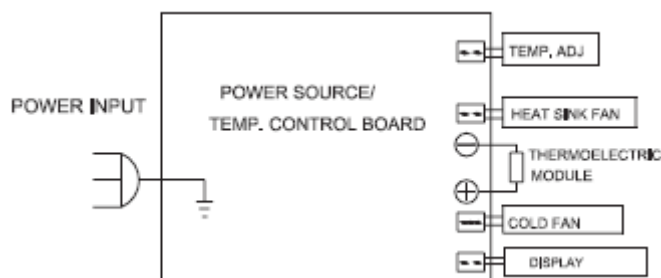 TEMP, ADJ
POWER SOURCE/
POWER INPUT
HEAT SINK FAN
TEMP. CONTROL BOARD
THERMOELECTRIC
MODULE
COLD FAN
DISPLAY